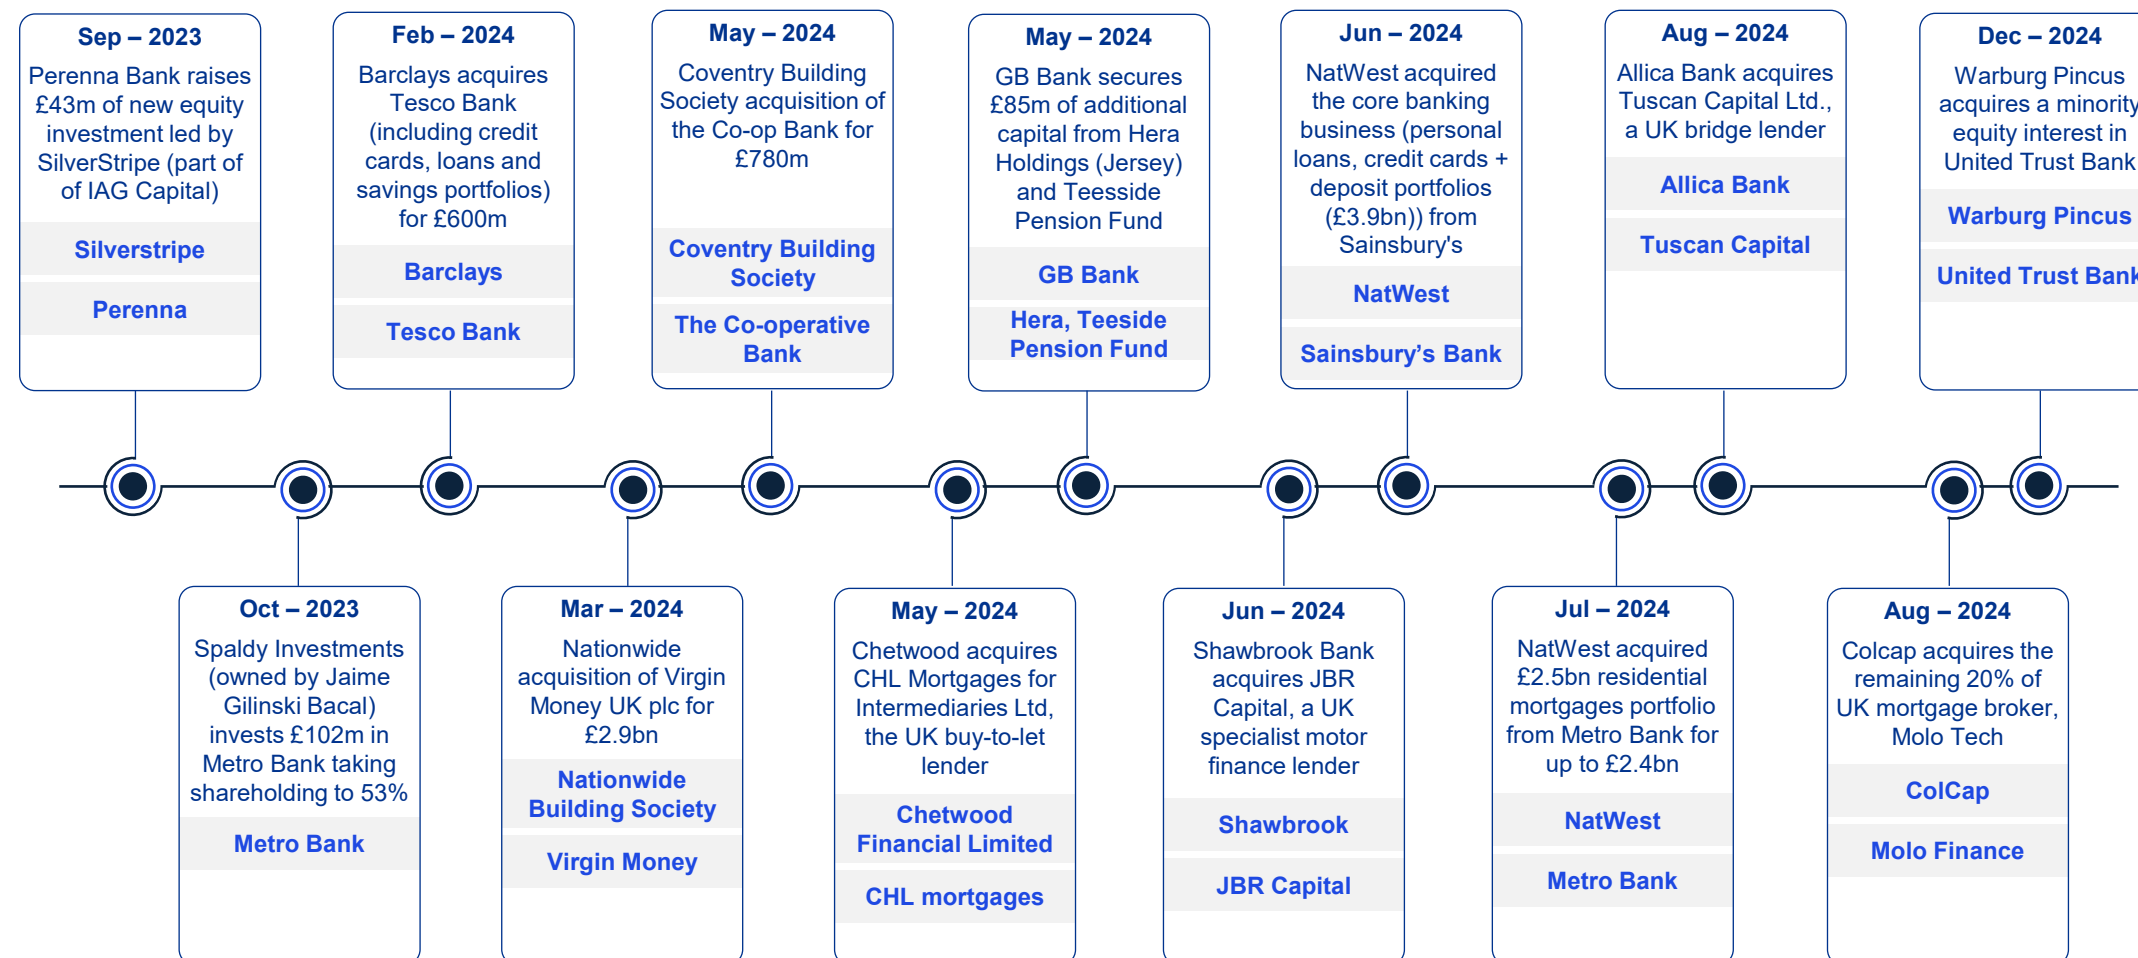 Sep – 2023
Perenna Bank raises
£43m of new equity
investment led by
SilverStripe (part of
of IAG Capital)
Silverstripe
Perenna
Feb – 2024
Barclays acquires
Tesco Bank
(including credit
cards, loans and
savings portfolios)
for £600m
Barclays
Tesco Bank
May – 2024
Coventry Building
Society acquisition of
the Co-op Bank for
£780m
Coventry Building
Society
The Co-operative
Bank
May – 2024
GB Bank secures
£85m of additional
capital from Hera
Holdings (Jersey)
and Teesside
Pension Fund
GB Bank
Hera, Teeside
Pension Fund
Jun – 2024
NatWest acquired
the core banking
business (personal
loans, credit cards +
deposit portfolios
(£3.9bn)) from
Sainsbury's
NatWest
Sainsbury’s Bank
Aug – 2024
Allica Bank acquires
Tuscan Capital Ltd.,
a UK bridge lender
Allica Bank
Tuscan Capital
Dec – 2024
Warburg Pincus
acquires a minority
equity interest in
United Trust Bank
Warburg Pincus
United Trust Bank
Oct – 2023
Spaldy Investments
(owned by Jaime
Gilinski Bacal)
invests £102m in
Metro Bank taking
shareholding to 53%
Metro Bank
Mar – 2024
Nationwide
acquisition of Virgin
Money UK plc for
£2.9bn
Nationwide
Building Society
Virgin Money
May – 2024
Chetwood acquires
CHL Mortgages for
Intermediaries Ltd,
the UK buy-to-let
lender
Chetwood
Financial Limited
CHL mortgages
Jun – 2024
Shawbrook Bank
acquires JBR
Capital, a UK
specialist motor
finance lender
Shawbrook
JBR Capital
Jul – 2024
NatWest acquired
£2.5bn residential
mortgages portfolio
from Metro Bank for
up to £2.4bn
NatWest
Metro Bank
Aug – 2024
Colcap acquires the
remaining 20% of
UK mortgage broker,
Molo Tech
ColCap
Molo Finance